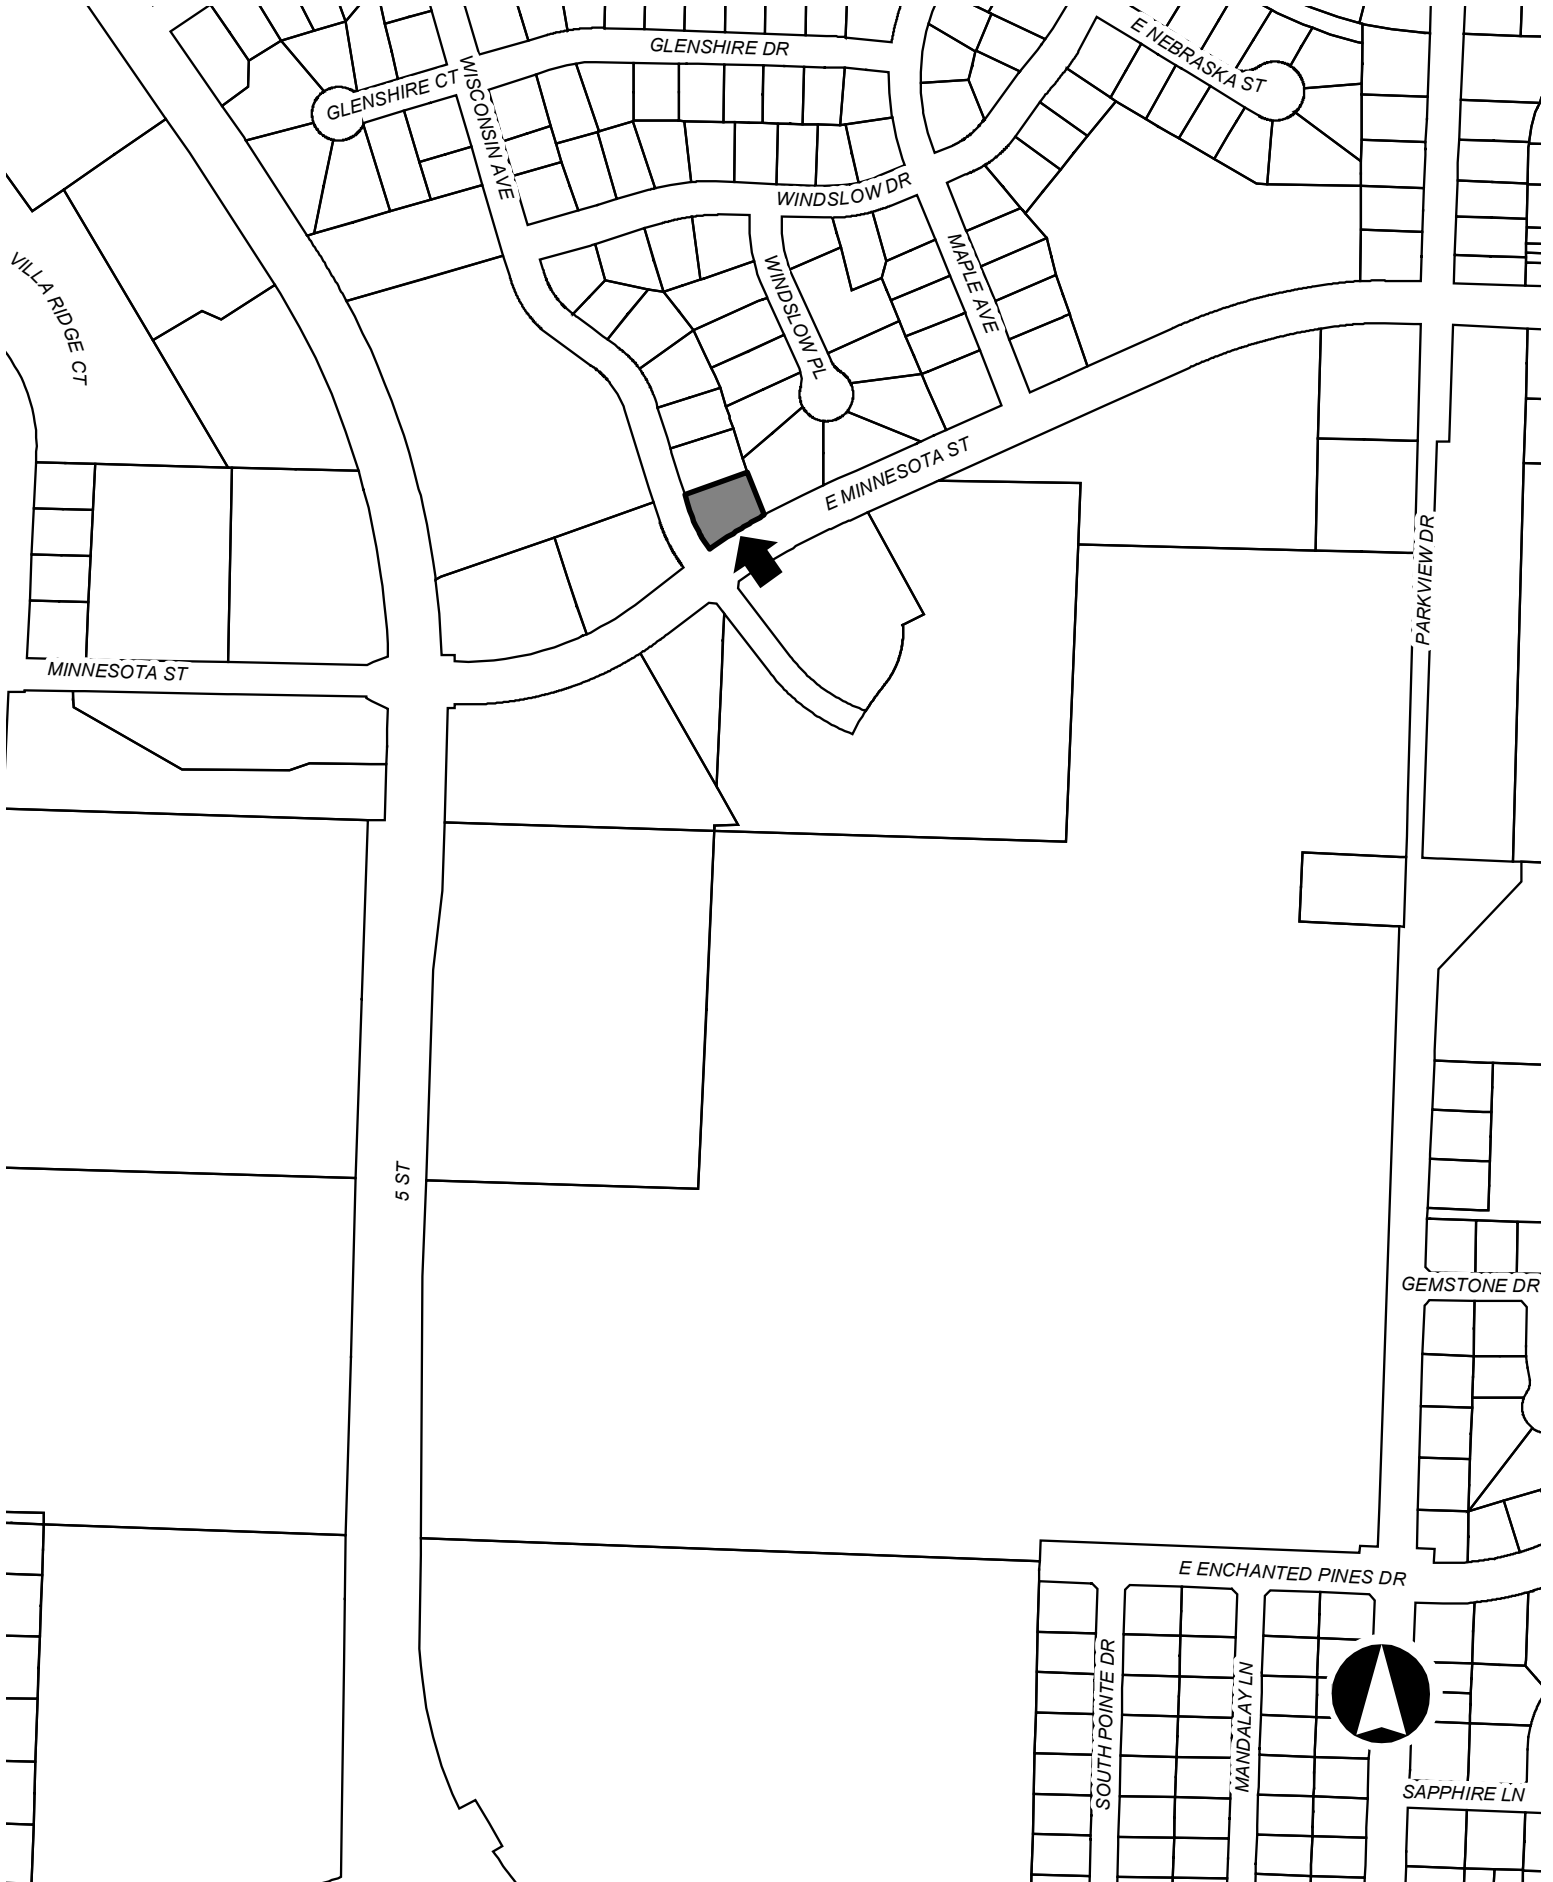 GLENSHIRE DR
E NEBRASKA ST
GLENSHIRE CT
WISCONSIN AVE
WINDSLOW DR
VILLA RIDGE CT
WINDSLOW PL
MAPLE AVE
E MINNESOTA ST
PARKVIEW DR
MINNESOTA ST
5 ST
GEMSTONE DR
E ENCHANTED PINES DR
SOUTH POINTE DR
MANDALAY LN
SAPPHIRE LN